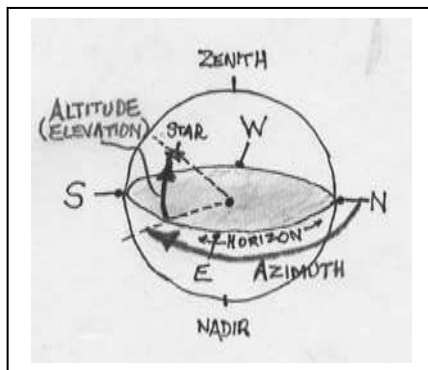 ZENITH
ALTITUDE
(ELEVATION)
STAR
W
S
N
HORIZON
E
AZIMUTH
NADIR